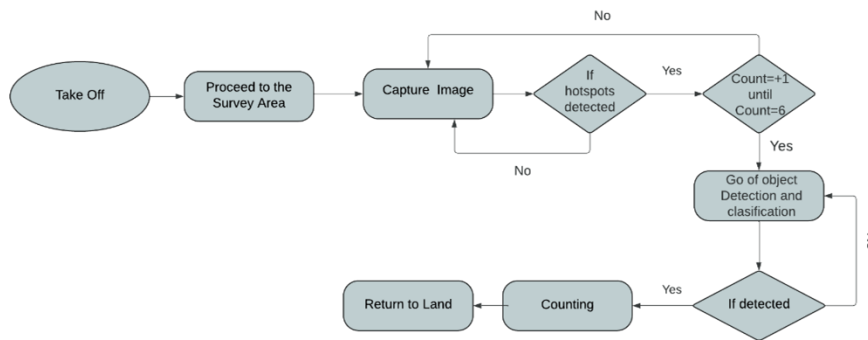 No
Take Off
Proceed to the
Survey Area
Capture Image
If
hotspots
detected
Yes
Count=+1
until
Count=6
No
Yes
Go of object
Detection and
clasification
Return to Land
Counting
Yes
If detected